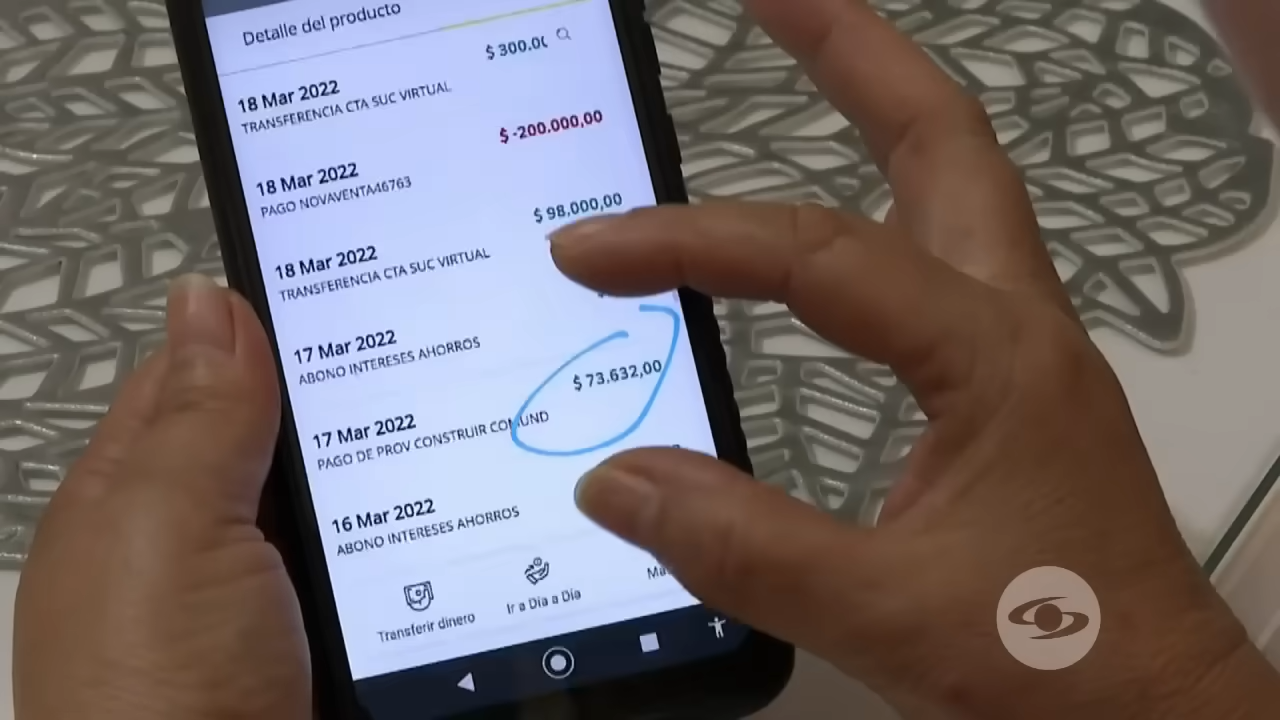 Detalle del producto
$ 300.0
18 Mar 2022
TRANSFERENCIA CTA SUC VIRTUAL
$ -200.000,00
18 Mar 2022
PAGO NOVAVENTA46763
$ 98,000,00
18 Mar 2022
TRANSFERENCIA CTA SUC VIRTUAL
17 Mar 2022
ABONO INTERESES AHORROS
$ 73.632,00
17 Mar 2022
PAGO DE PROV CONSTRUIR COMUND
16 Mar 2022
ABONO INTERESES AHORROS
Transferir dinero
Ir a Dia a Dia